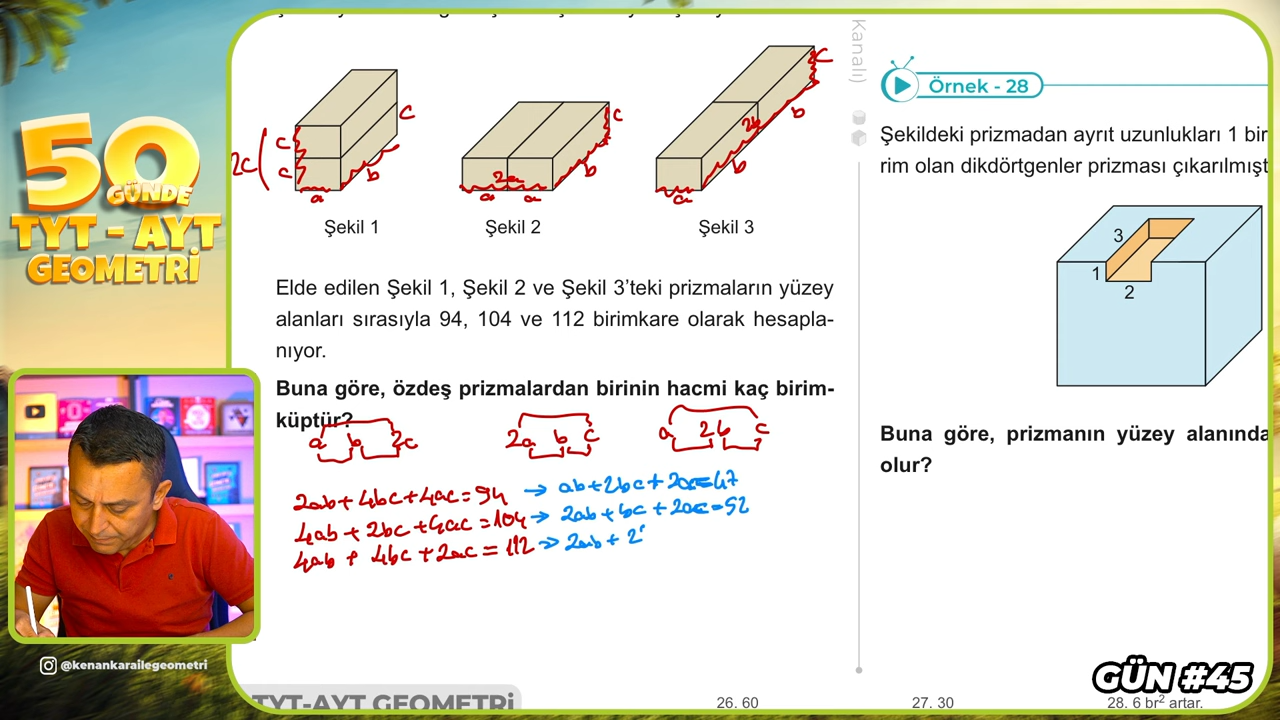 50
GÜNDE
TYT - AYT
GEOMETRİ
2c
c
c
a
b
c
Şekil 1
2a
a
a
b
c
Şekil 2
a
b
2b
b
c
Şekil 3
Elde edilen Şekil 1, Şekil 2 ve Şekil 3’teki prizmaların yüzey
alanları sırasıyla 94, 104 ve 112 birimkare olarak hesapla-
nıyor.
Buna göre, özdeş prizmalardan birinin hacmi kaç birim-
küptür?
a b 2c
2a b c
a 2b c
2ab + 4bc + 4ac = 94 → ab + 2bc + 2ac = 47
4ab + 2bc + 4ac = 104 → 2ab + bc + 2ac = 52
4ab + 4bc + 2ac = 112 → 2ab + 2
TYT-AYT GEOMETRİ
26. 60
kanalı)
Örnek - 28
Şekildeki prizmadan ayrıt uzunlukları 1 bir
rim olan dikdörtgenler prizması çıkarılmışt
3
1
2
Buna göre, prizmanın yüzey alanında
olur?
27. 30
28. 6 br² artar.
@kenankarailegeometri
GÜN #45